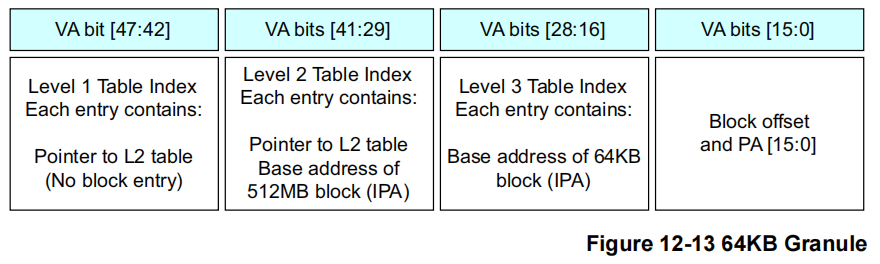 VA bit [47:42]
VA bits [41:29]
VA bits [28:16]
VA bits [15:0]
Level 1 Table Index
Each entry contains:
Pointer to L2 table
(No block entry)
Level 2 Table Index
Each entry contains:
Pointer to L2 table
Base address of
512MB block (IPA)
Level 3 Table Index
Each entry contains:
Base address of 64KB
block (IPA)
Block offset
and PA [15:0]
Figure 12-13 64KB Granule